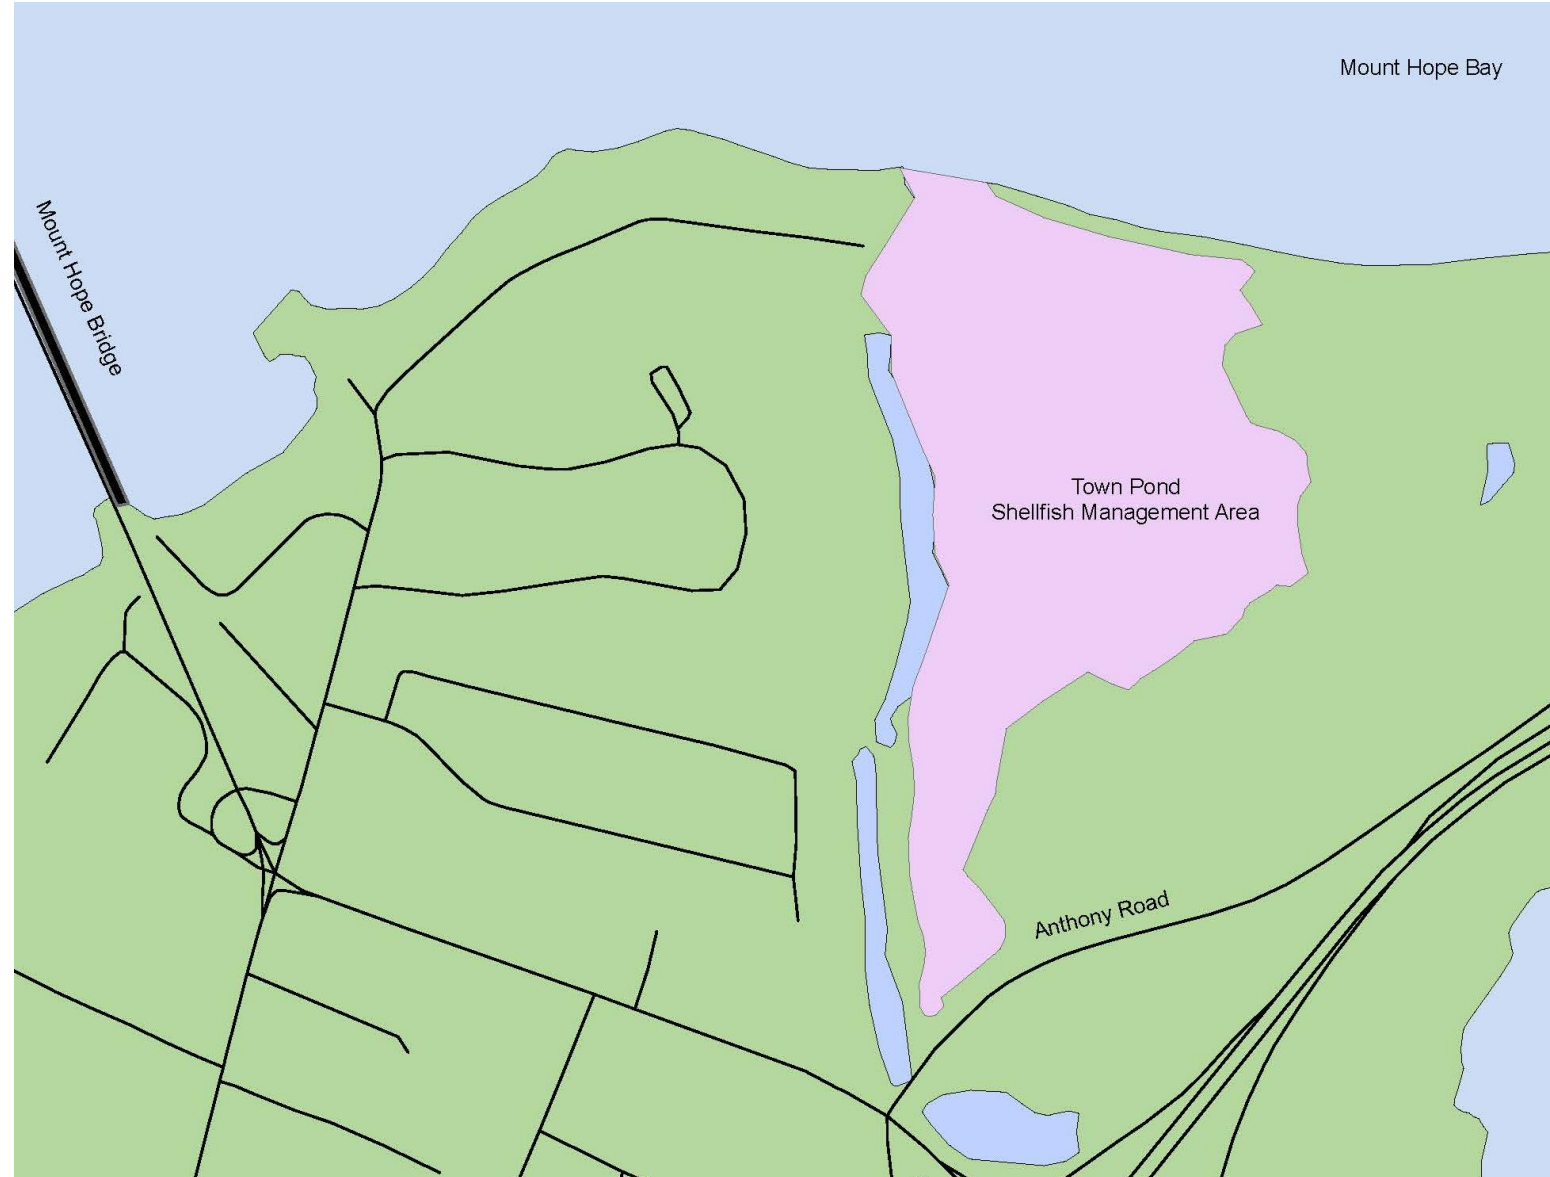 Mount Hope Bay
Mount Hope Bridge
Town Pond
Shellfish Management Area
Anthony Road